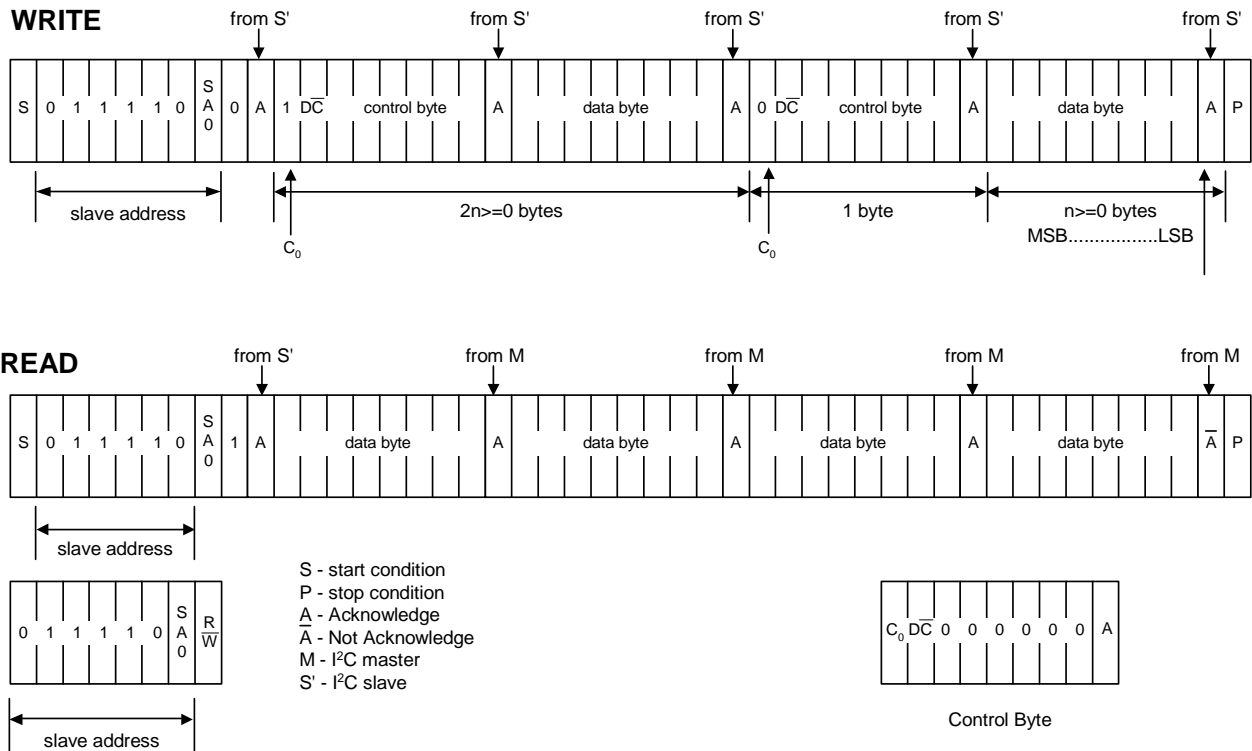 WRITE
from S' from S' from S' from S' from S'
S 0 1 1 1 1 0 SA0 0 A 1 DC̅ control byte A data byte A 0 DC̅ control byte A data byte A P
slave address 2n>=0 bytes 1 byte n>=0 bytes
MSB..................LSB
C₀ C₀
READ
from S' from M from M from M from M
S 0 1 1 1 1 0 SA0 1 A data byte A data byte A data byte A data byte A̅ P
slave address
0 1 1 1 1 0 SA0 R/W̅
slave address
S - start condition
P - stop condition
A - Acknowledge
A̅ - Not Acknowledge
M - I²C master
S' - I²C slave
C₀ DC̅ 0 0 0 0 0 0 A
Control Byte